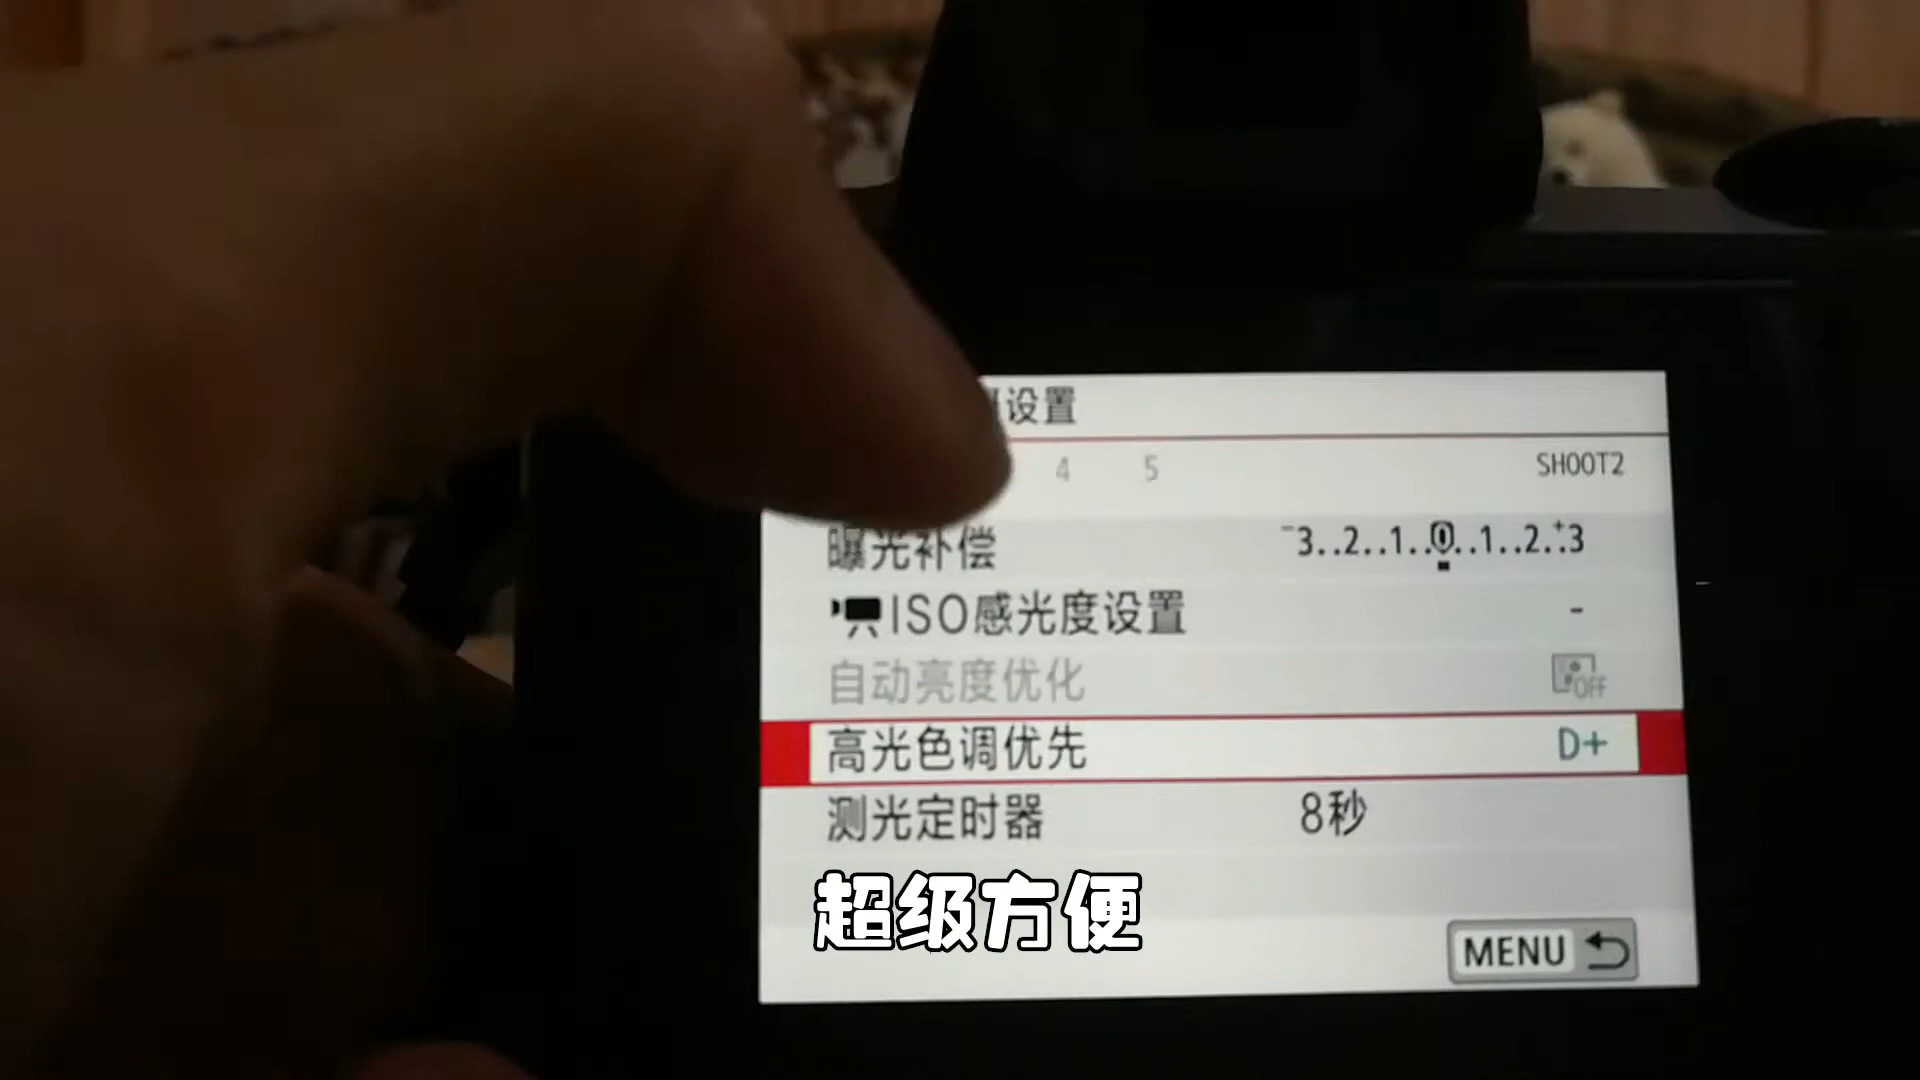 设置
4 5
SHOOT2
曝光补偿 -3..2..1..0..1..2..+3
ISO感光度设置 -
自动亮度优化 OFF
高光色调优先 D+
测光定时器 8秒
超级方便
MENU